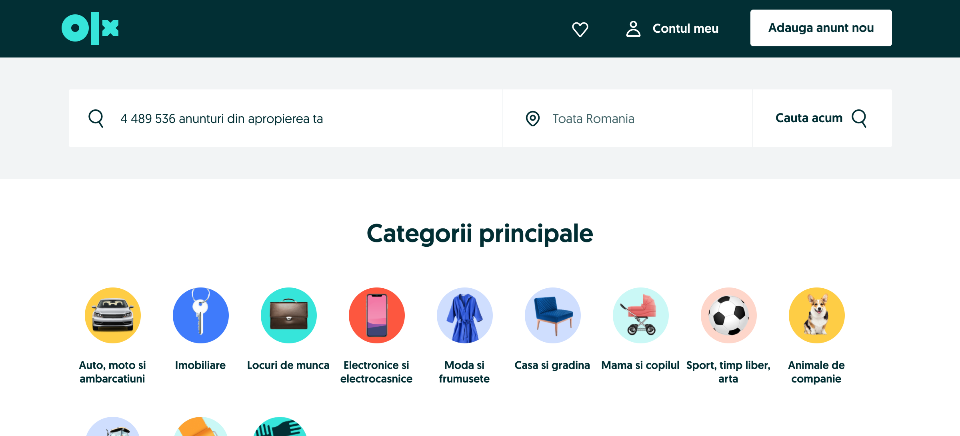 olx
Contul meu
Adauga anunt nou
4 489 536 anunturi din apropierea ta
Toata Romania
Cauta acum
Categorii principale
Auto, moto si
ambarcatiuni
Imobiliare
Locuri de munca
Electronice si
electrocasnice
Moda si
frumusete
Casa si gradina
Mama si copilul
Sport, timp liber,
arta
Animale de
companie